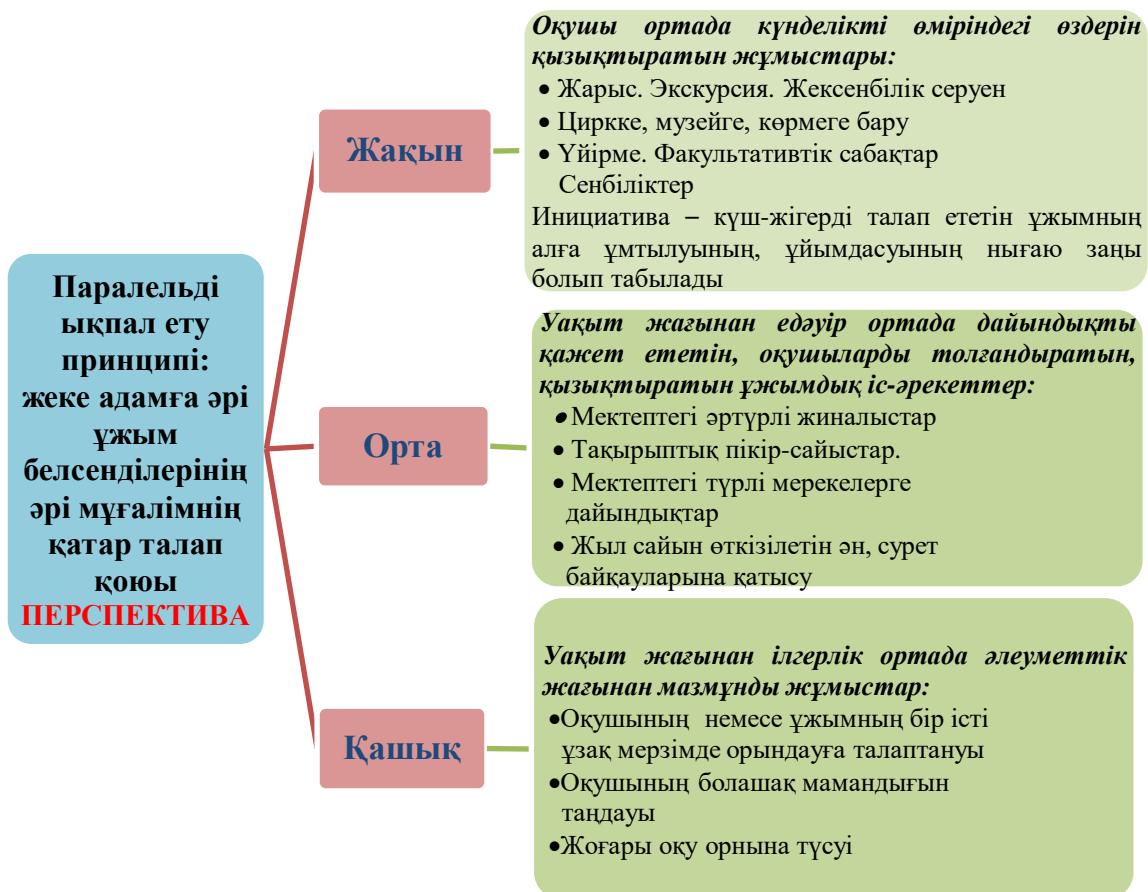 Паралельді
ықпал ету
принципі:
жеке адамға әрі
ұжым
белсенділерінің
әрі мұғалімнің
қатар талап
қоюы
ПЕРСПЕКТИВА
Жақын
Оқушы ортада күнделікті өміріндегі өздерін
қызықтыратын жұмыстары:
• Жарыс. Экскурсия. Жексенбілік серуен
• Циркке, музейге, көрмеге бару
• Үйірме. Факультативтік сабақтар
Сенбіліктер
Инициатива – күш-жігерді талап ететін ұжымның
алға ұмтылуының, ұйымдасуының нығаю заңы
болып табылады
Орта
Уақыт жағынан едәуір ортада дайындықты
қажет ететін, оқушыларды толғандыратын,
қызықтыратын ұжымдық іс-әрекеттер:
• Мектептегі әртүрлі жиналыстар
• Тақырыптық пікір-сайыстар.
• Мектептегі түрлі мерекелерге
дайындықтар
• Жыл сайын өткізілетін ән, сурет
байқауларына қатысу
Қашық
Уақыт жағынан ілгерлік ортада әлеуметтік
жағынан мазмұнды жұмыстар:
•Оқушының немесе ұжымның бір істі
ұзақ мерзімде орындауға талаптануы
•Оқушының болашақ мамандығын
таңдауы
•Жоғары оқу орнына түсуі